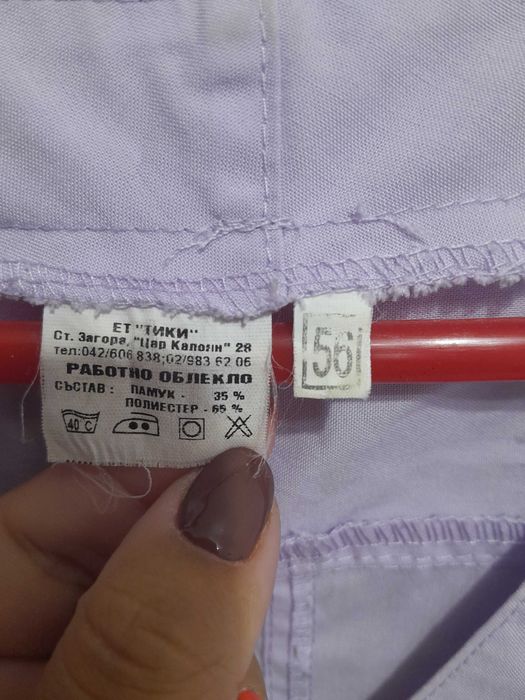 ЕТ "ТИКИ"
Ст. Загора, "Цар Калоян" 28
тел:042/606 838;02/983 62 06
РАБОТНО ОБЛЕКЛО
СЪСТАВ : ПАМУК - 35 %
ПОЛИЕСТЕР - 65 %
40 C
56